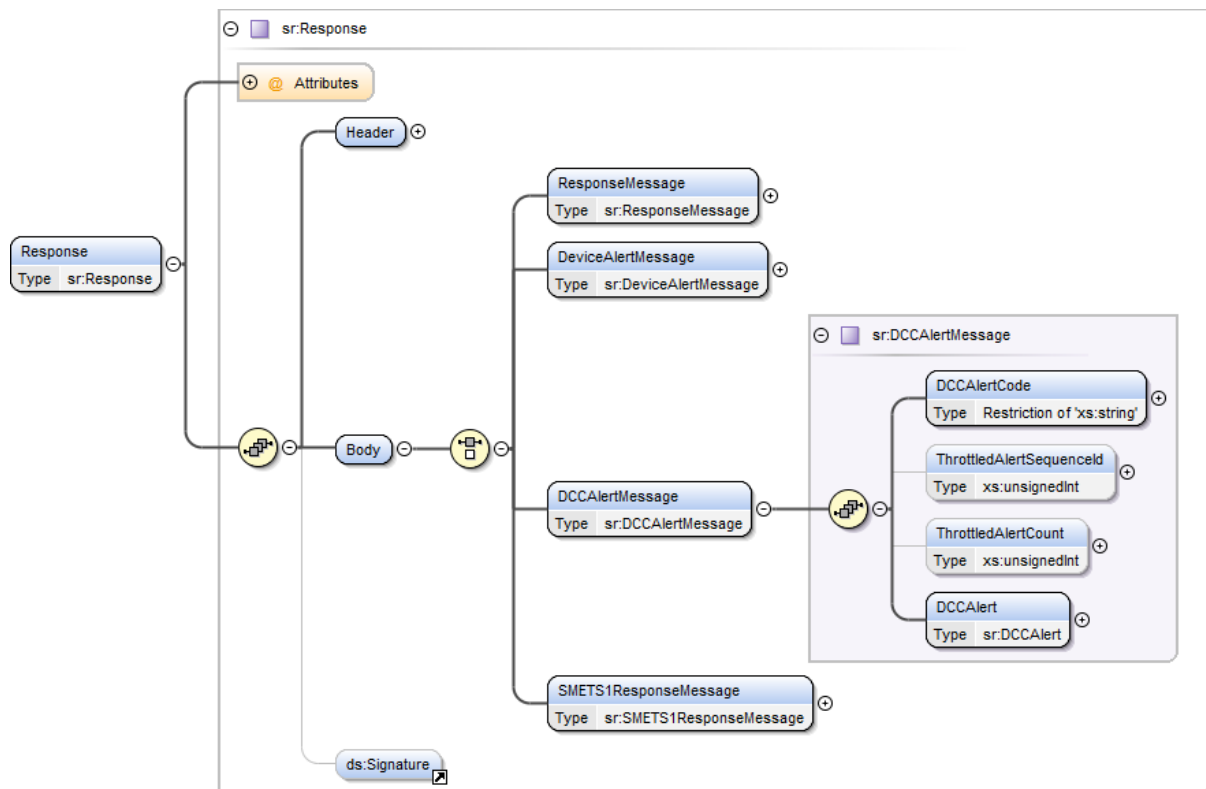 sr:Response
@ Attributes
Header
ResponseMessage
Type sr:ResponseMessage
Response
Type sr:Response
DeviceAlertMessage
Type sr:DeviceAlertMessage
sr:DCCAlertMessage
DCCAlertCode
Type Restriction of 'xs:string'
Body
ThrottledAlertSequenceId
Type xs:unsignedInt
DCCAlertMessage
Type sr:DCCAlertMessage
ThrottledAlertCount
Type xs:unsignedInt
DCCAlert
Type sr:DCCAlert
SMETS1ResponseMessage
Type sr:SMETS1ResponseMessage
ds:Signature